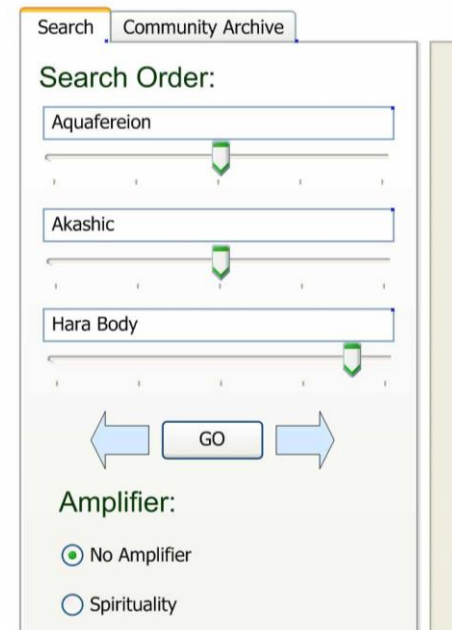 Search
Community Archive
Search Order:
Aquafereion
Akashic
Hara Body
GO
Amplifier:
No Amplifier
Spirituality